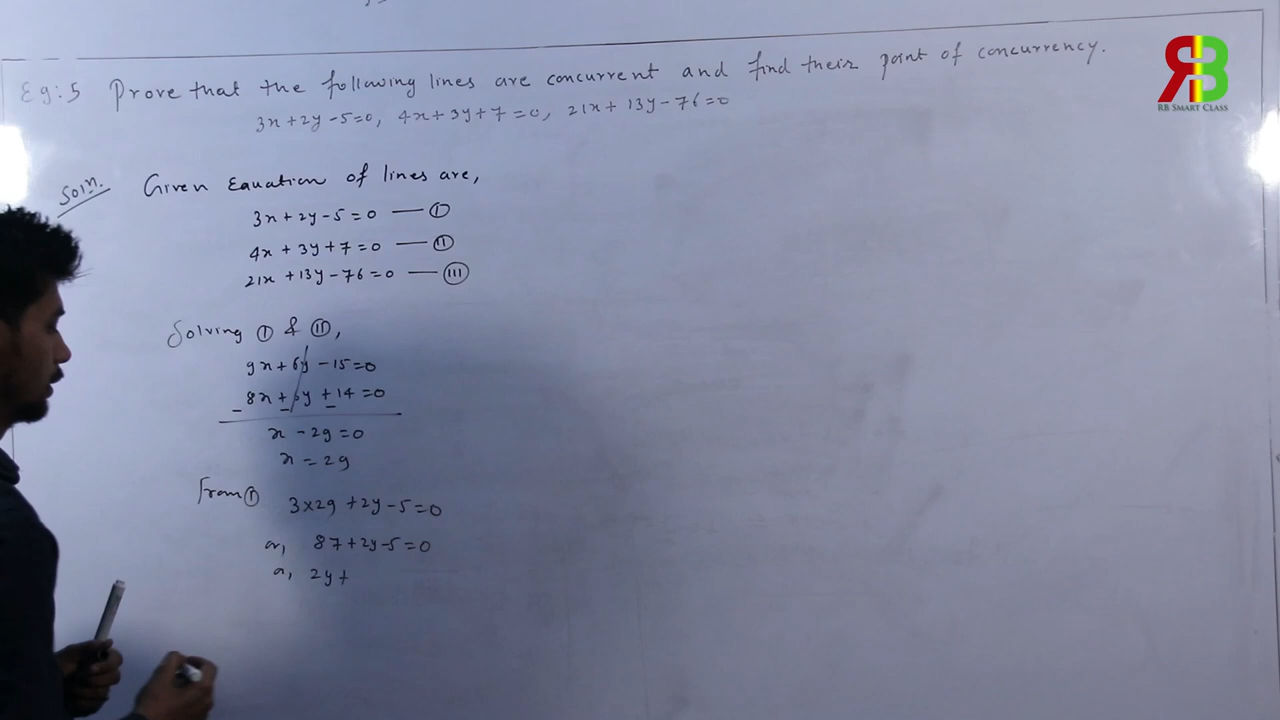 Eg:5 Prove that the following lines are concurrent and find their point of concurrency.
3x+2y-5=0, 4x+3y+7=0, 21x+13y-76=0
RB SMART CLASS
Soln. Given Equation of lines are,
3x+2y-5=0 — I
4x+3y+7=0 — II
21x+13y-76=0 — III
Solving I & II,
9x+6y-15=0
8x+6y+14=0
- - -
x-29=0
x=29
From I 3×29+2y-5=0
or, 87+2y-5=0
or, 2y+